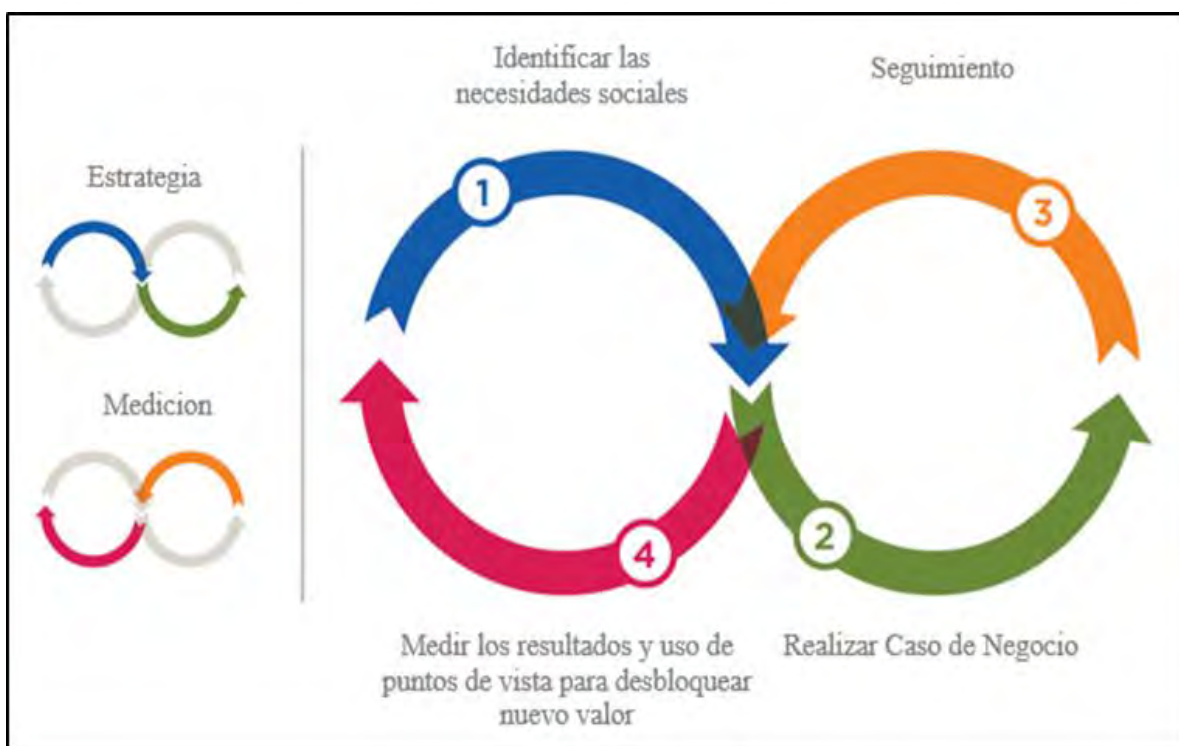 Estrategia
Medicion
Identificar las
necesidades sociales
Seguimiento
1
3
4
2
Medir los resultados y uso de
puntos de vista para desbloquear
nuevo valor
Realizar Caso de Negocio